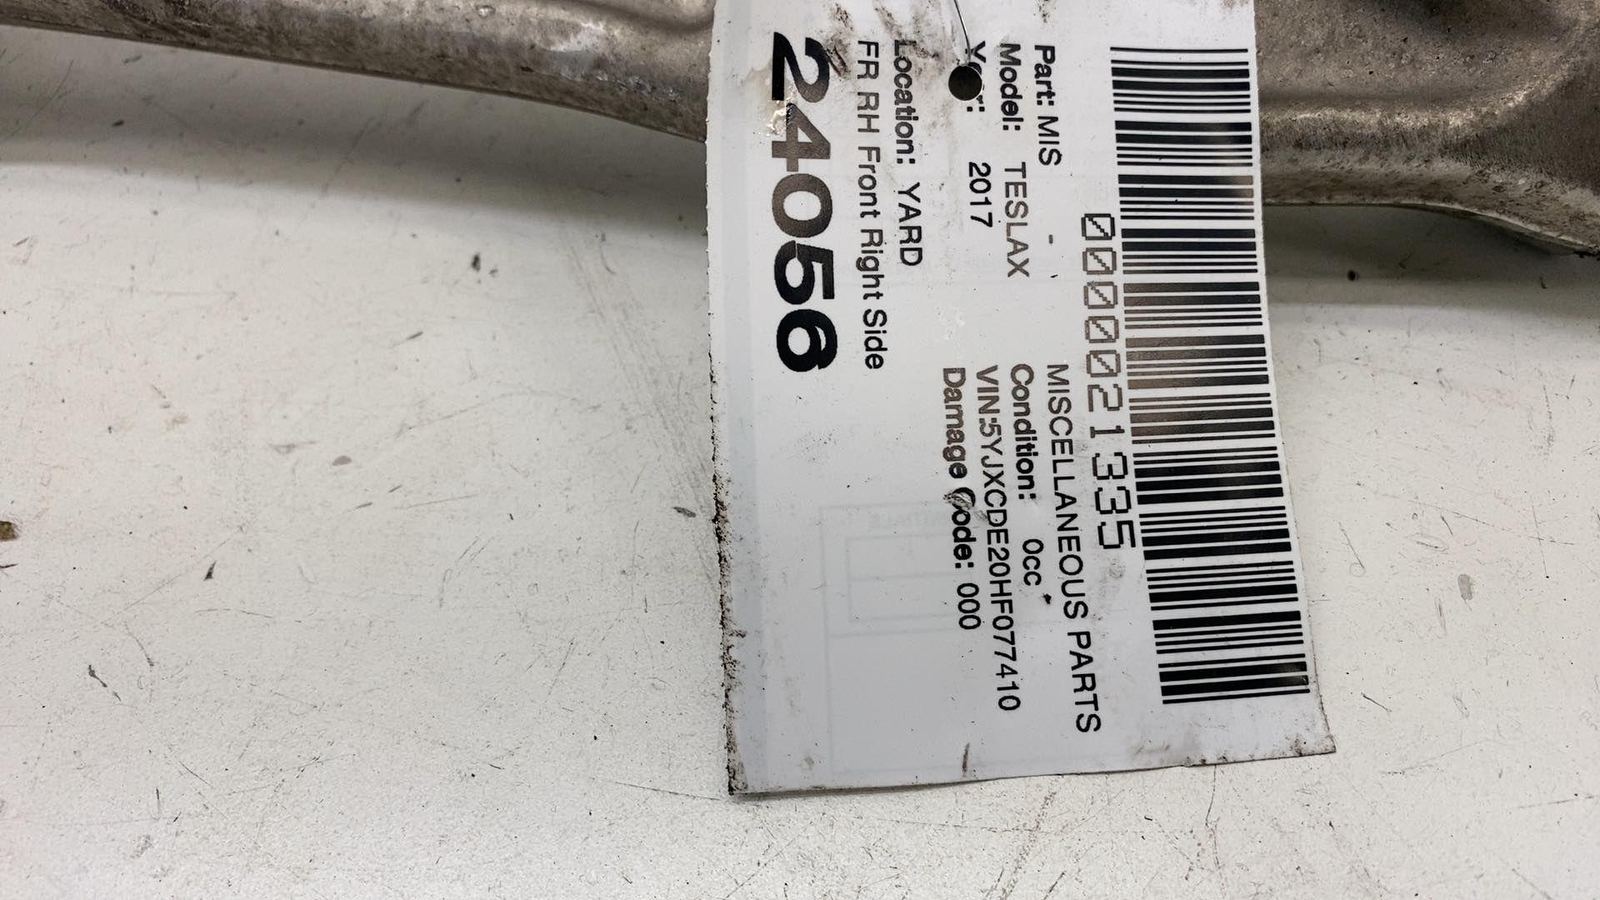 0000021335
Part: MIS - MISCELLANEOUS PARTS
Model: TESLAX Condition: 0cc
2017 VIN:5YJXCDE20HF077410
Damage Code: 000
Location: YARD
FR RH Front Right Side
24056